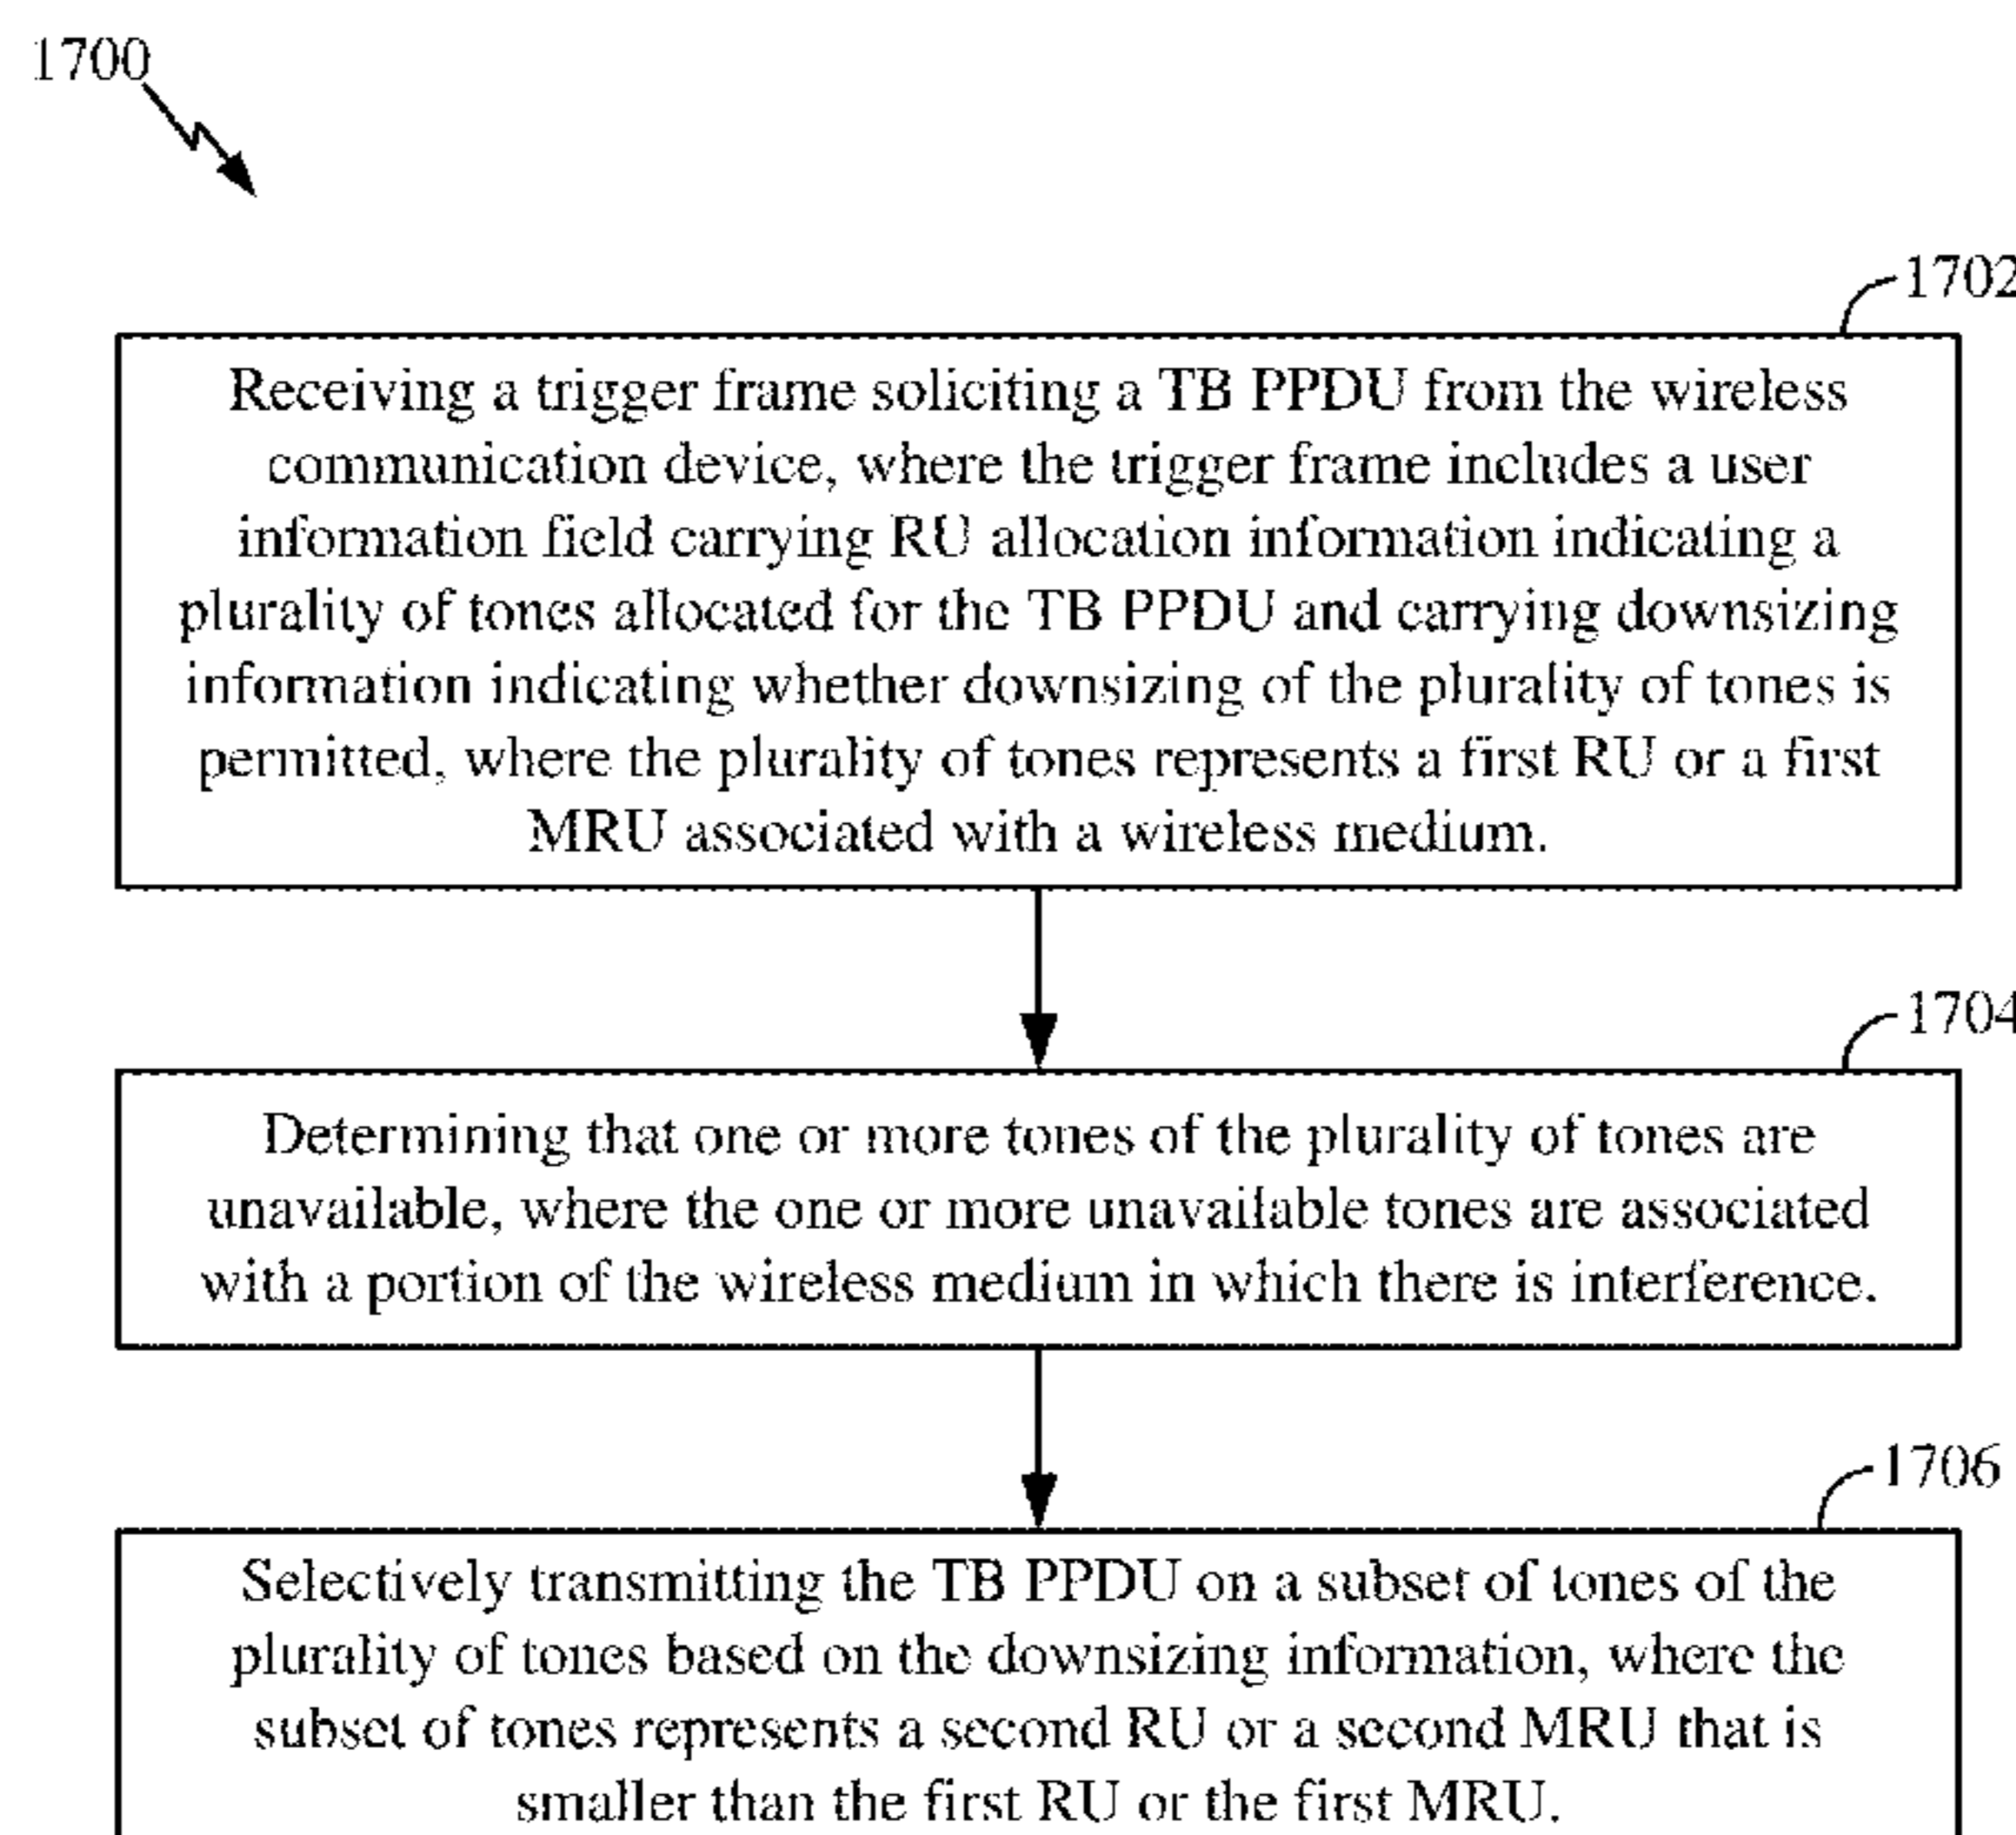 1700
1702
Receiving a trigger frame soliciting a TB PPDU from the wireless
communication device, where the trigger frame includes a user
information field carrying RU allocation information indicating a
plurality of tones allocated for the TB PPDU and carrying downsizing
information indicating whether downsizing of the plurality of tones is
permitted, where the plurality of tones represents a first RU or a first
MRU associated with a wireless medium.
1704
Determining that one or more tones of the plurality of tones are
unavailable, where the one or more unavailable tones are associated
with a portion of the wireless medium in which there is interference.
1706
Selectively transmitting the TB PPDU on a subset of tones of the
plurality of tones based on the downsizing information, where the
subset of tones represents a second RU or a second MRU that is
smaller than the first RU or the first MRU.